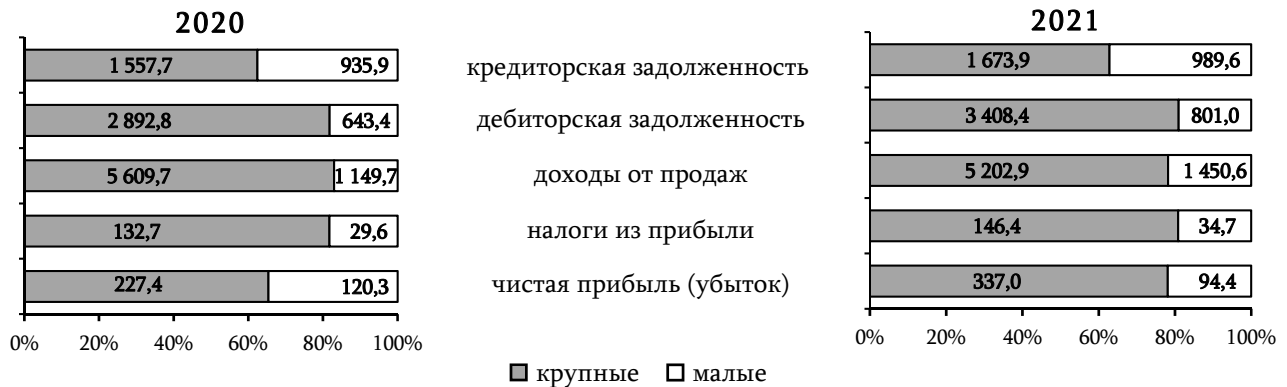 2020
1 557,7 935,9
2 892,8 643,4
5 609,7 1 149,7
132,7 29,6
227,4 120,3
0% 20% 40% 60% 80% 100%
кредиторская задолженность
дебиторская задолженность
доходы от продаж
налоги из прибыли
чистая прибыль (убыток)
2021
1 673,9 989,6
3 408,4 801,0
5 202,9 1 450,6
146,4 34,7
337,0 94,4
0% 20% 40% 60% 80% 100%
крупные малые